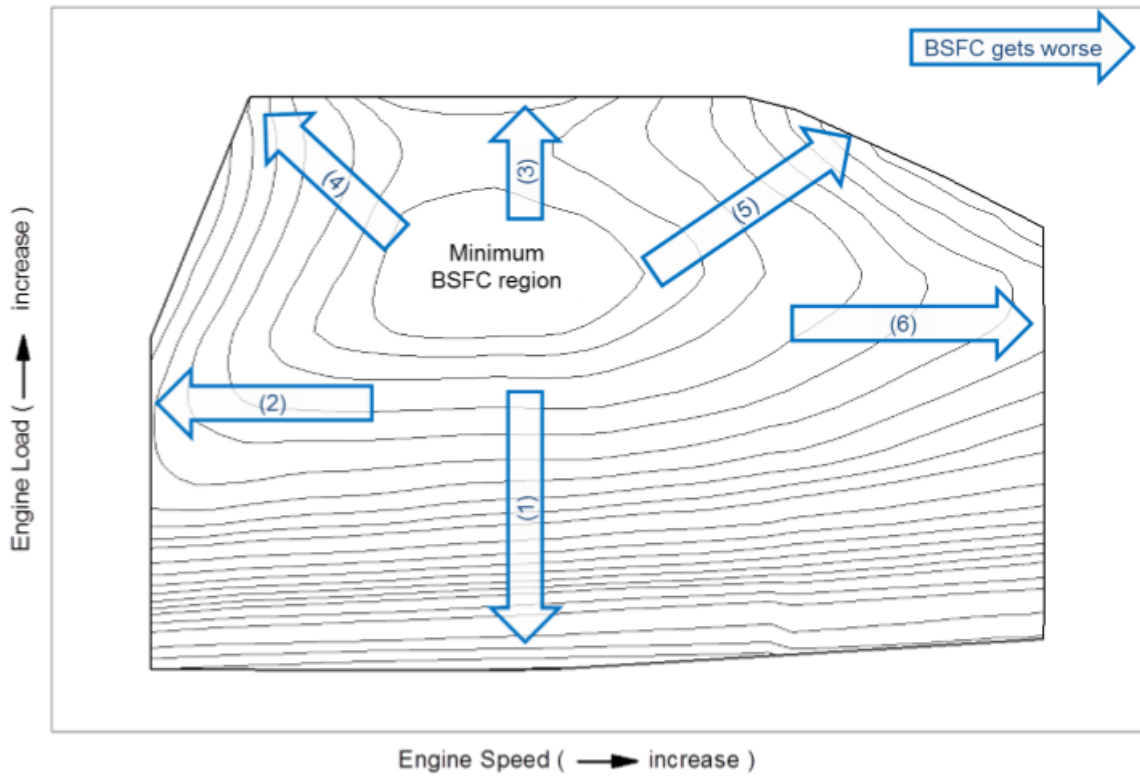 BSFC gets worse
(4)
(3)
(5)
Minimum
BSFC region
(6)
(2)
(1)
Engine Load ( → increase )
Engine Speed ( → increase )